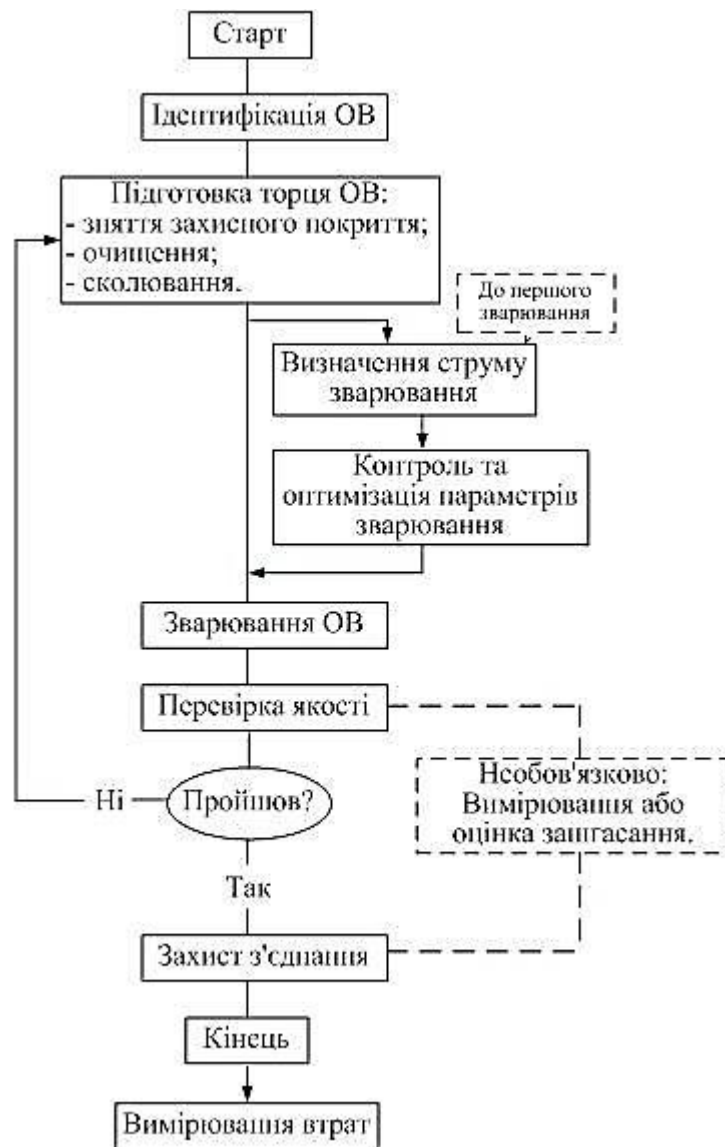 Старт
Ідентифікація ОВ
Підготовка торця ОВ:
- зняття захисного покриття;
- очищення;
- сколювання.
До першого
зварювання
Визначення струму
зварювання
Контроль та
оптимізація параметрів
зварювання
Зварювання ОВ
Перевірка якості
Необов'язково:
Вимірювання або
оцінка зашгасання.
Ні
Пройшов?
Так
Захист з'єднання
Кінець
Вимірювання втрат